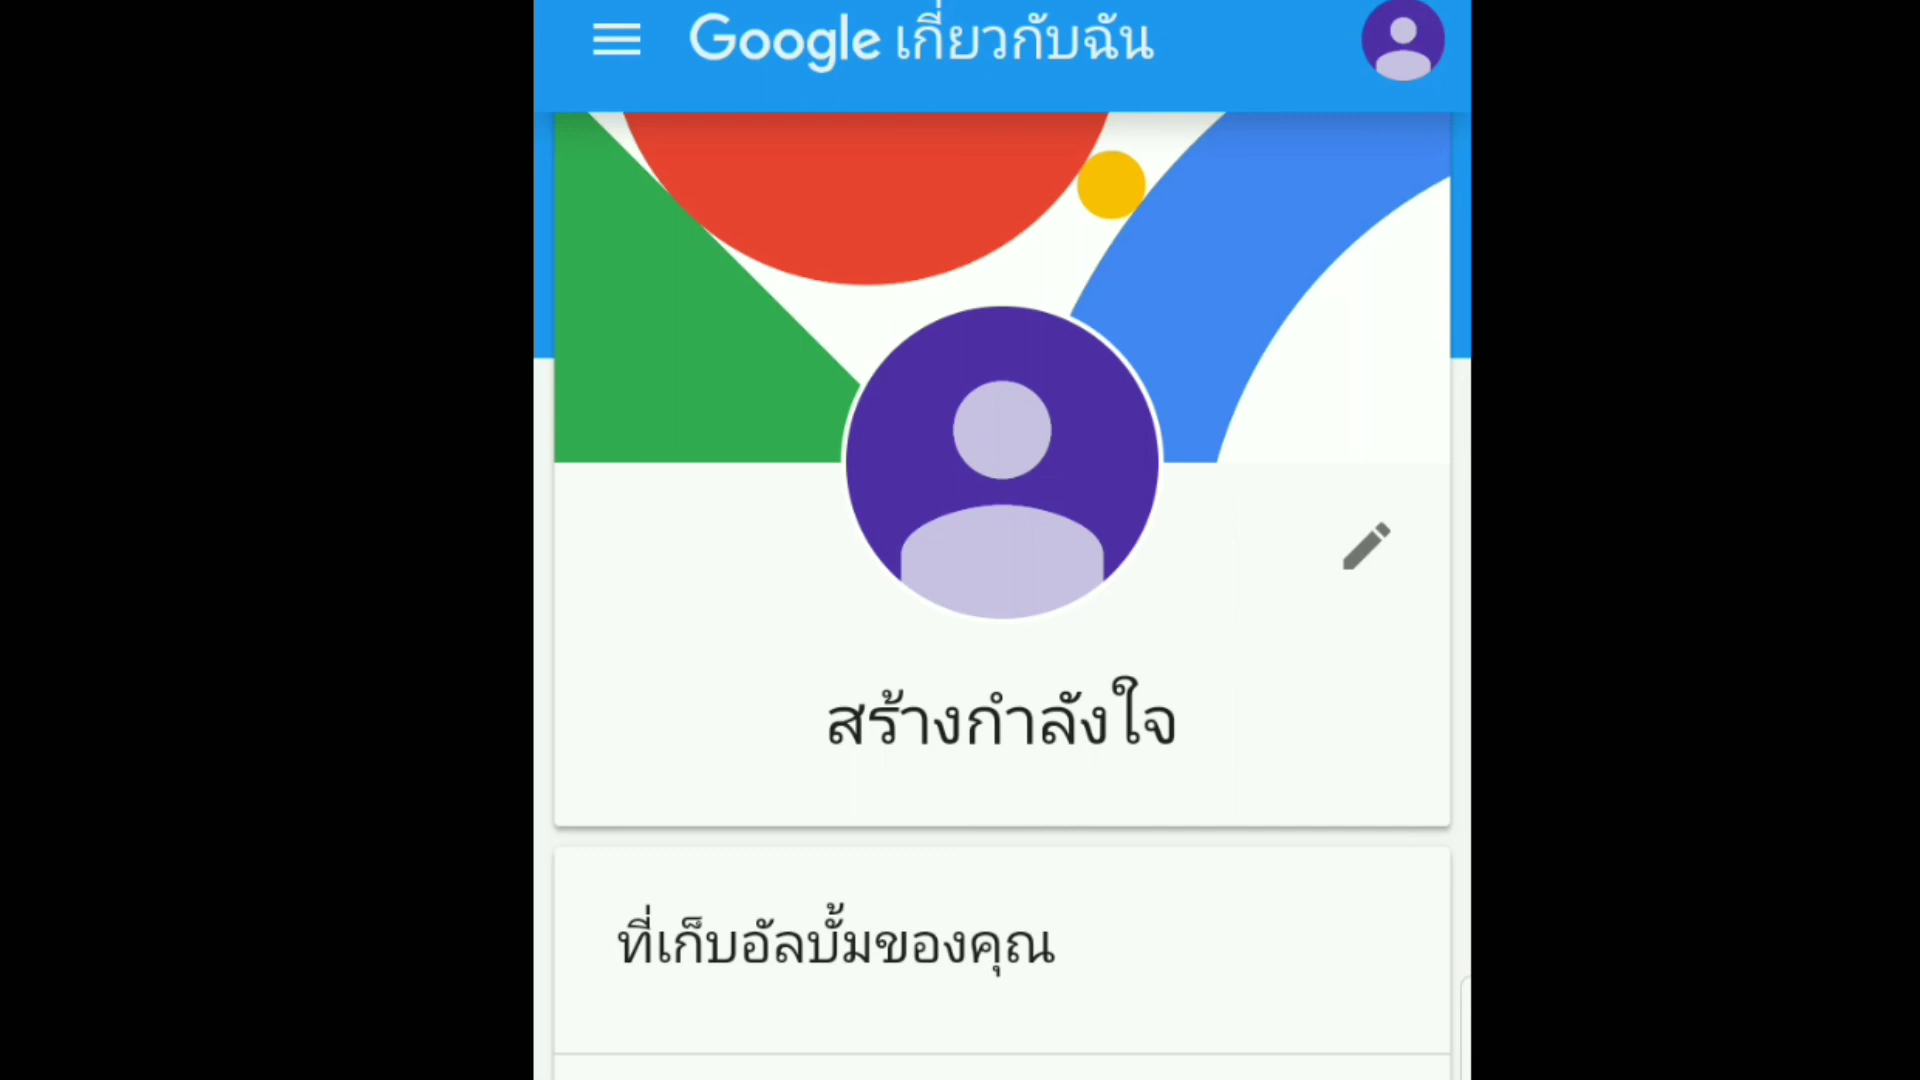 Google เกี่ยวกับฉัน
สร้างกำลังใจ
ที่เก็บอัลบั้มของคุณ